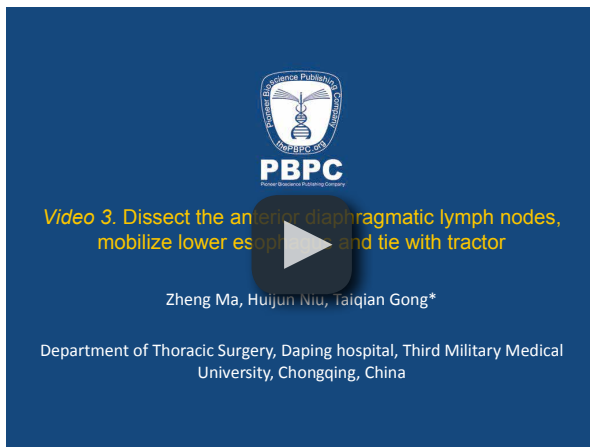 Pioneer Bioscience Publishing Company
thePBPC.org
PBPC
Pioneer Bioscience Publishing Company
Video 3. Dissect the anterior diaphragmatic lymph nodes,
mobilize lower esophagus and tie with tractor
Zheng Ma, Huijun Niu, Taiqian Gong*
Department of Thoracic Surgery, Daping hospital, Third Military Medical
University, Chongqing, China